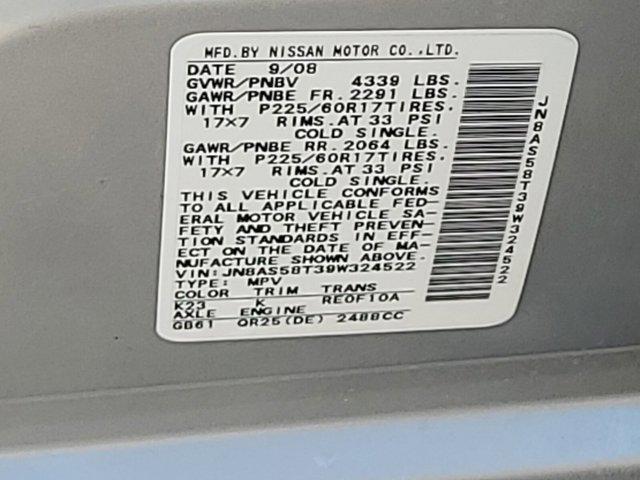 MFD.BY NISSAN MOTOR CO.,LTD.
DATE 9/08
GVWR/PNBV 4339 LBS.
GAWR/PNBE FR. 2291 LBS.
WITH P225/60R17TIRES.
17×7 RIMS.AT 33 PSI
COLD SINGLE.
GAWR/PNBE RR. 2064 LBS.
WITH P225/60R17TIRES.
17×7 RIMS.AT 33 PSI
COLD SINGLE.
THIS VEHICLE CONFORMS
TO ALL APPLICABLE FED-
ERAL MOTOR VEHICLE SA-
FETY AND THEFT PREVEN-
TION STANDARDS IN EFF-
ECT ON THE DATE OF MA-
NUFACTURE SHOWN ABOVE.
VIN:JN8AS58T39W324522
TYPE: MPV
COLOR TRIM TRANS
K23 K RE0F10A
AXLE ENGINE
GB61 QR25(DE) 2488CC
JN8AS58T39W324522